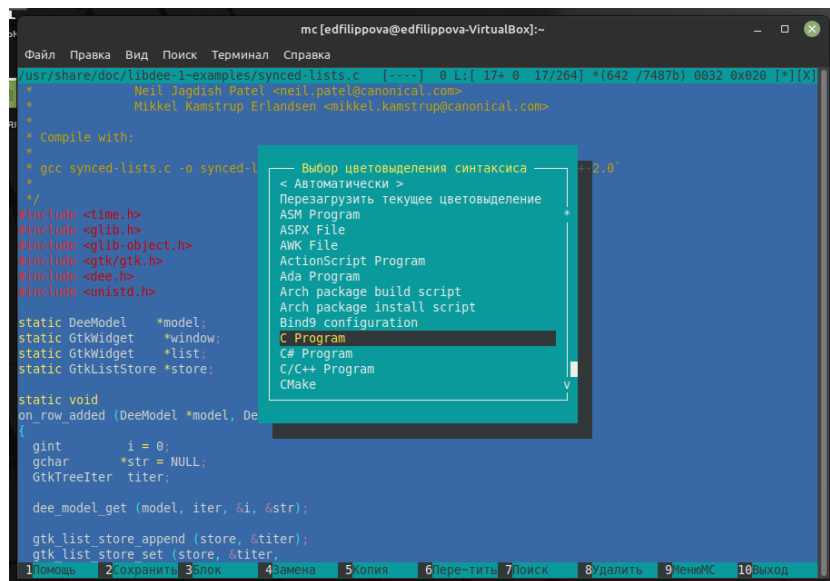 mc [edfilippova@edfilippova-VirtualBox]:~
Файл Правка Вид Поиск Терминал Справка
/usr/share/doc/libdee-1~examples/synced-lists.c [----] 0 L:[ 17+ 0 17/264] *(642 /7487b) 0032 0x020 [*][X]
* Neil Jagdish Patel <neil.patel@canonical.com>
* Mikkel Kamstrup Erlandsen <mikkel.kamstrup@canonical.com>
*
* Compile with:
*
* gcc synced-lists.c -o synced-l
+-2.0`
*
*/
#include <time.h>
#include <glib.h>
#include <glib-object.h>
#include <gtk/gtk.h>
#include <dee.h>
#include <unistd.h>
static DeeModel *model;
static GtkWidget *window;
static GtkWidget *list;
static GtkListStore *store;
static void
on_row_added (DeeModel *model, De
{
gint i = 0;
gchar *str = NULL;
GtkTreeIter titer;
dee_model_get (model, iter, &i, &str);
gtk_list_store_append (store, &titer);
gtk_list_store_set (store, &titer,
Выбор цветовыделения синтаксиса
< Автоматически >
Перезагрузить текущее цветовыделение
ASM Program *
ASPX File
AWK File
ActionScript Program
Ada Program
Arch package build script
Arch package install script
Bind9 configuration
C Program
C# Program
C/C++ Program
CMake v
1Помощь 2Сохранить 3Блок 4Замена 5Копия 6Пере~тить 7Поиск 8Удалить 9МенюMC 10Выход